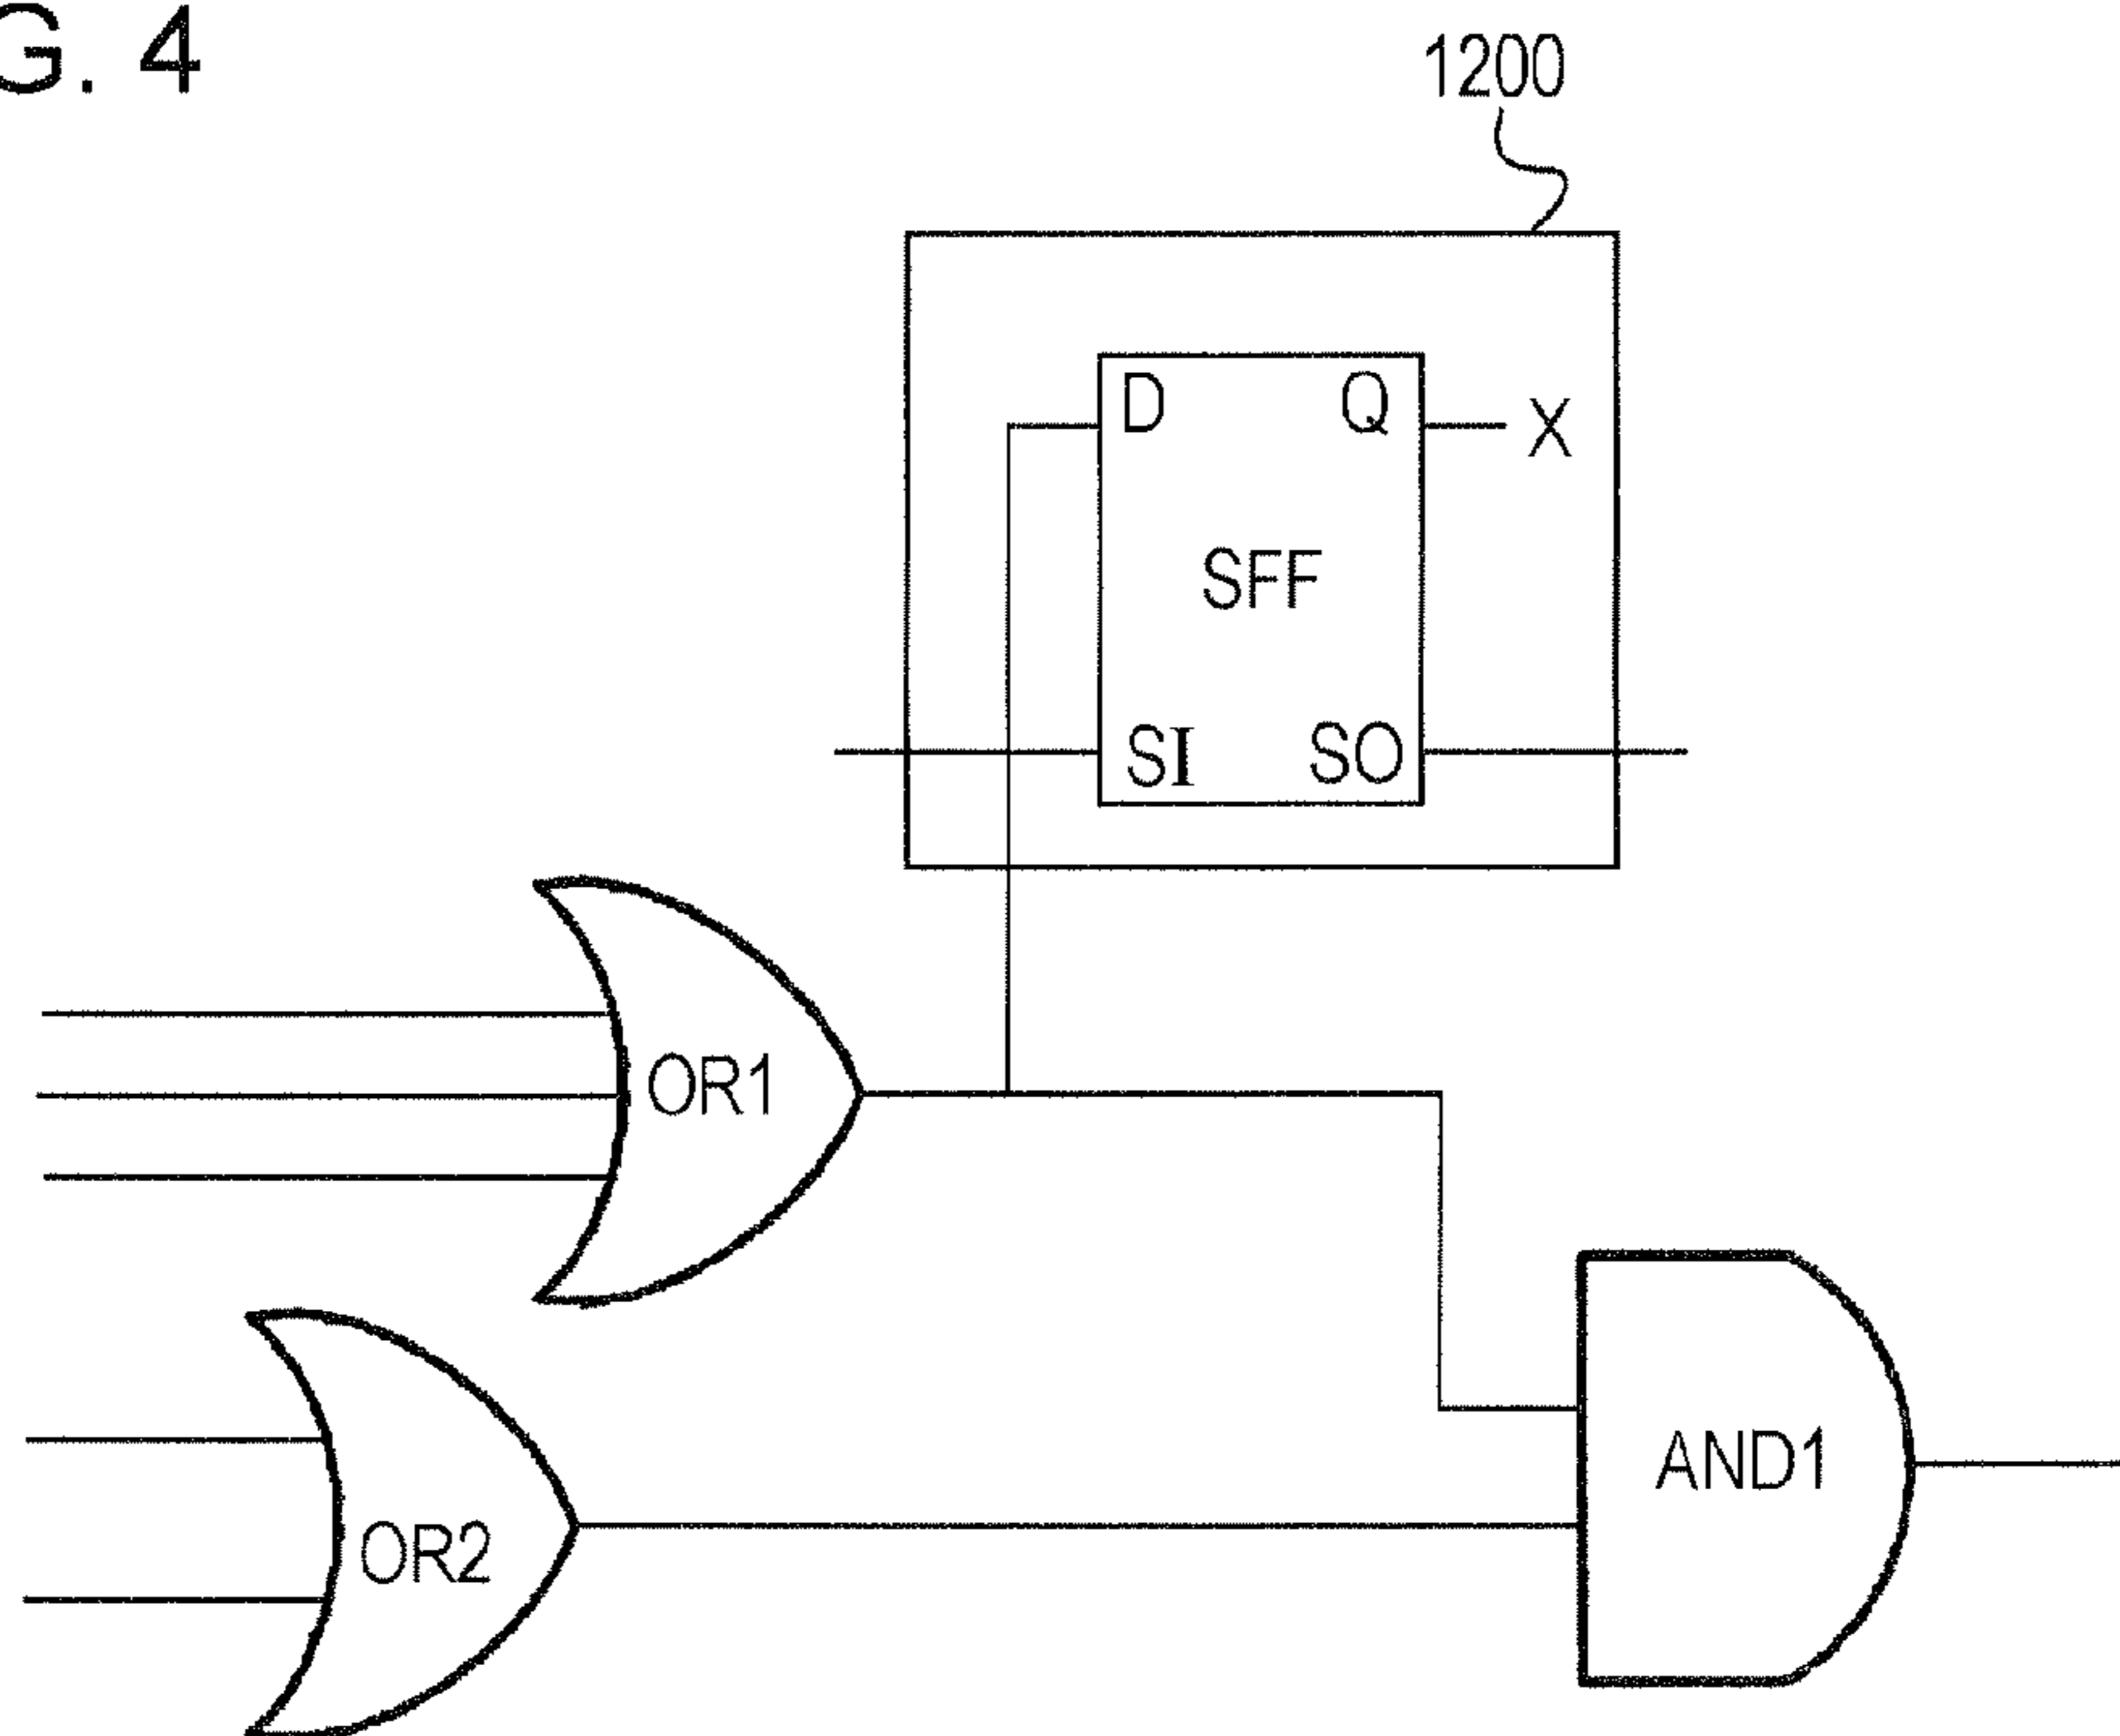 G. 4
1200
D
Q
X
SFF
SI
SO
OR1
OR2
AND1